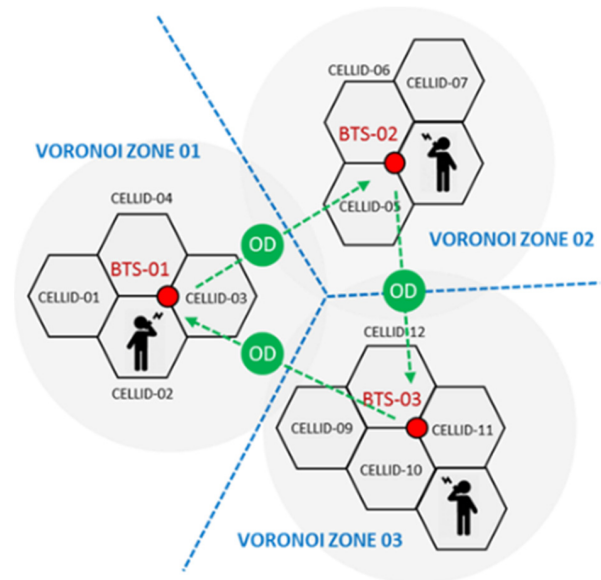 CELLID-06
CELLID-07
BTS-02
VORONOI ZONE 01
CELLID-04
CELLID-05
OD
VORONOI ZONE 02
BTS-01
CELLID-01
CELLID-03
OD
CELLID-12
OD
CELLID-02
BTS-03
CELLID-09
CELLID-11
CELLID-10
VORONOI ZONE 03